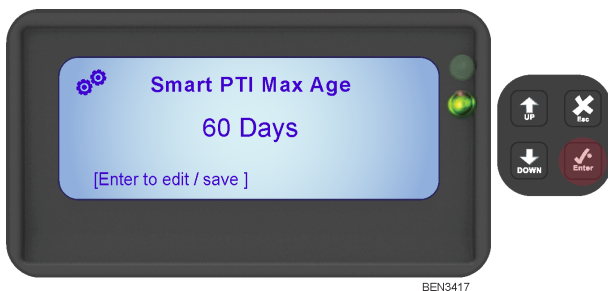 Smart PTI Max Age
60 Days
[Enter to edit / save ]
UP
Esc
DOWN
Enter
BEN3417